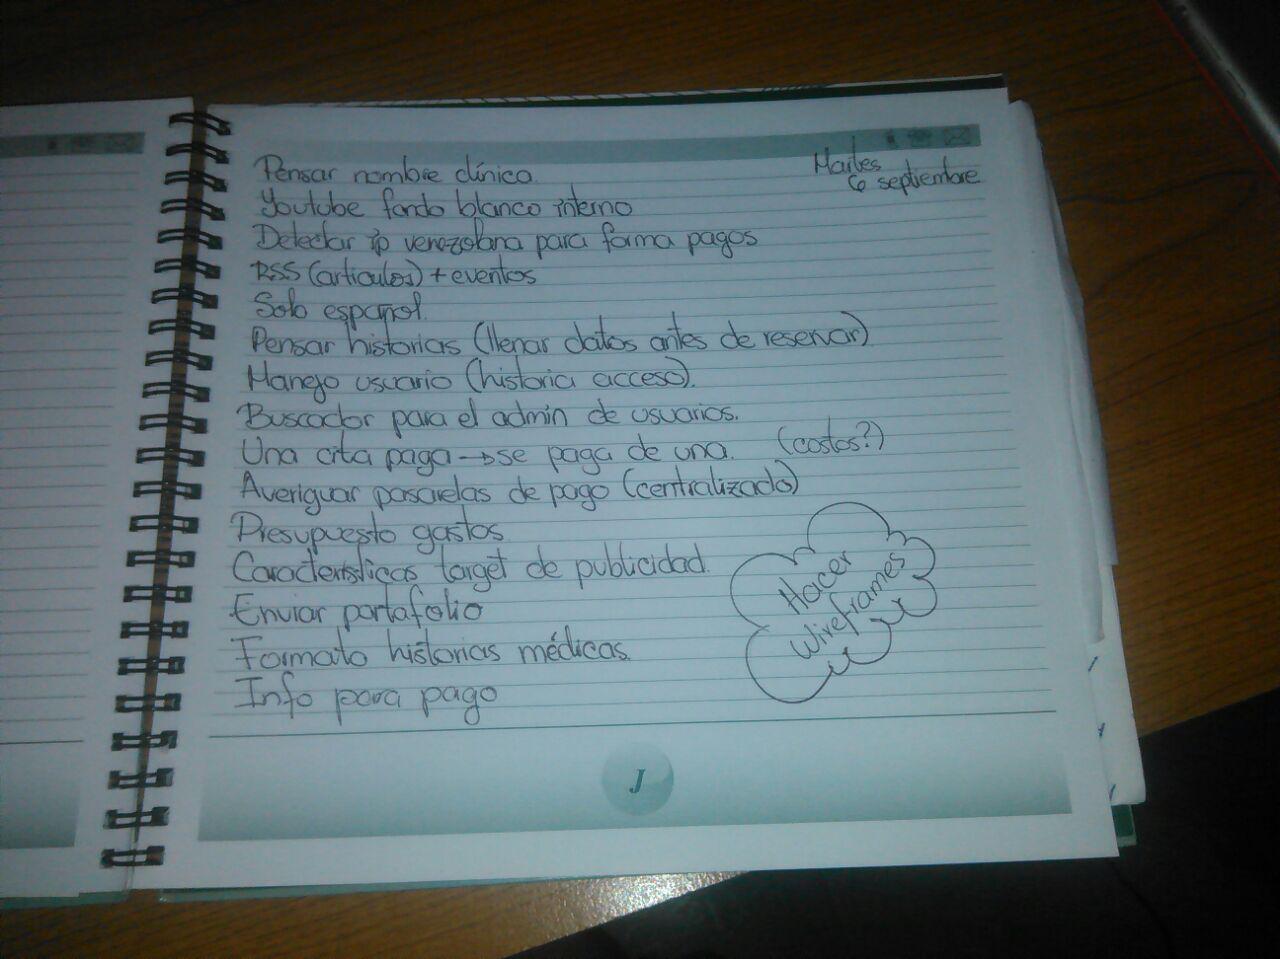 Martes
6 septiembre
Pensar nombre clínica.
Youtube fondo blanco interno
Detectar ip venezolana para forma pagos
RSS (artículos) + eventos
Solo español.
Pensar historias (llenar datos antes de reservar)
Manejo usuario (historia acceso).
Buscador para el admin de usuarios.
Una cita paga → se paga de una. (costos?)
Averiguar pasarelas de pago (centralizado)
Presupuesto gastos
Características target de publicidad.
Enviar portafolio
Formato historias médicas.
Info para pago
Hacer
Wireframes
J